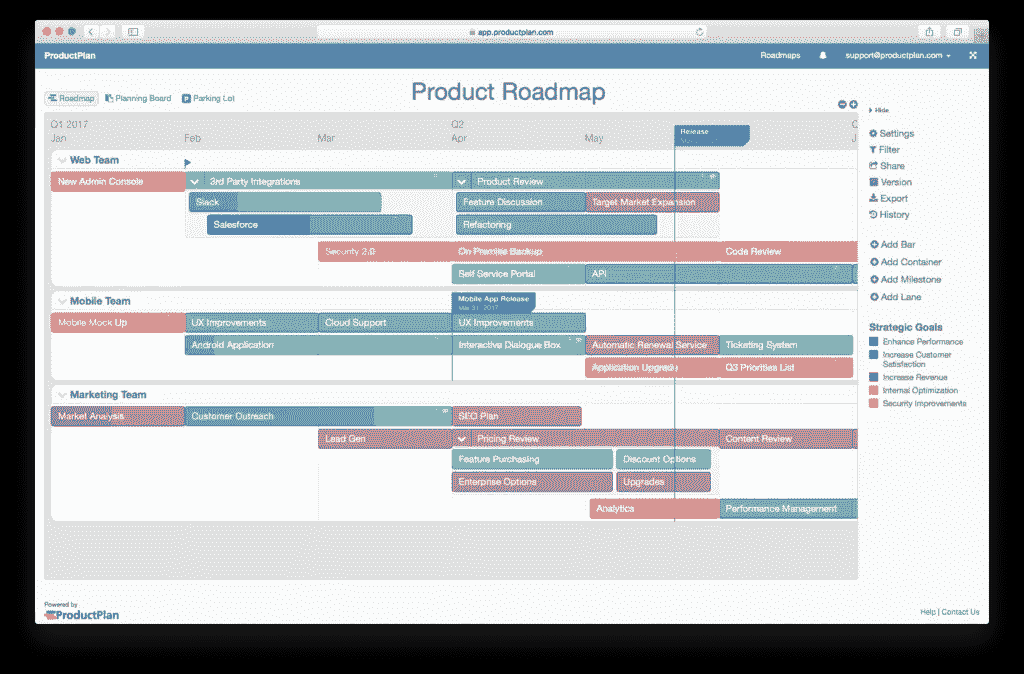 app.productplan.com
ProductPlan
Roadmaps
support@productplan.com
Roadmap
Planning Board
Parking Lot
Product Roadmap
Hide
Q1 2017
Q2
Jan
Feb
Mar
Apr
May
Release
Settings
Filter
Share
Version
Export
History
Add Bar
Add Container
Add Milestone
Add Lane
Strategic Goals
Enhance Performance
Increase Customer
Satisfaction
Increase Revenue
Internal Optimization
Security Improvements
Web Team
New Admin Console
3rd Party Integrations
Product Review
Slack
Feature Discussion
Target Market Expansion
Salesforce
Refactoring
Security 2.0
On Premise Backup
Code Review
Self Service Portal
API
Mobile Team
Mobile App Release
Mar 31, 2017
Mobile Mock Up
UX Improvements
Cloud Support
UX Improvements
Android Application
Interactive Dialogue Box
Automatic Renewal Service
Ticketing System
Application Upgrade
Q3 Priorities List
Marketing Team
Market Analysis
Customer Outreach
SEO Plan
Lead Gen
Pricing Review
Content Review
Feature Purchasing
Discount Options
Enterprise Options
Upgrades
Analytics
Performance Management
Powered by
ProductPlan
Help | Contact Us